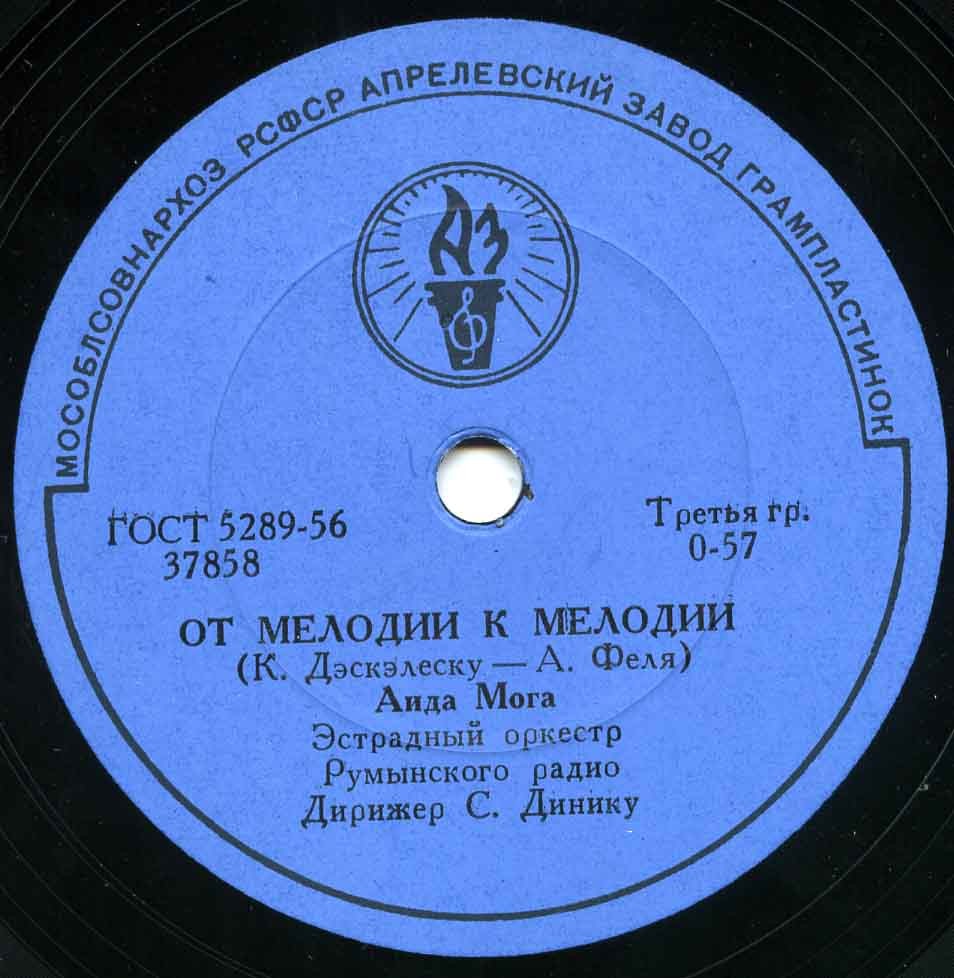 МОСОБЛСОВНАРХОЗ РСФСР АПРЕЛЕВСКИЙ ЗАВОД ГРАМПЛАСТИНОК
АЗ
ГОСТ 5289-56
37858
Третья гр.
0-57
ОТ МЕЛОДИИ К МЕЛОДИИ
(К. Дэскэлеску — А. Феля)
Аида Мога
Эстрадный оркестр
Румынского радио
Дирижер С. Динику